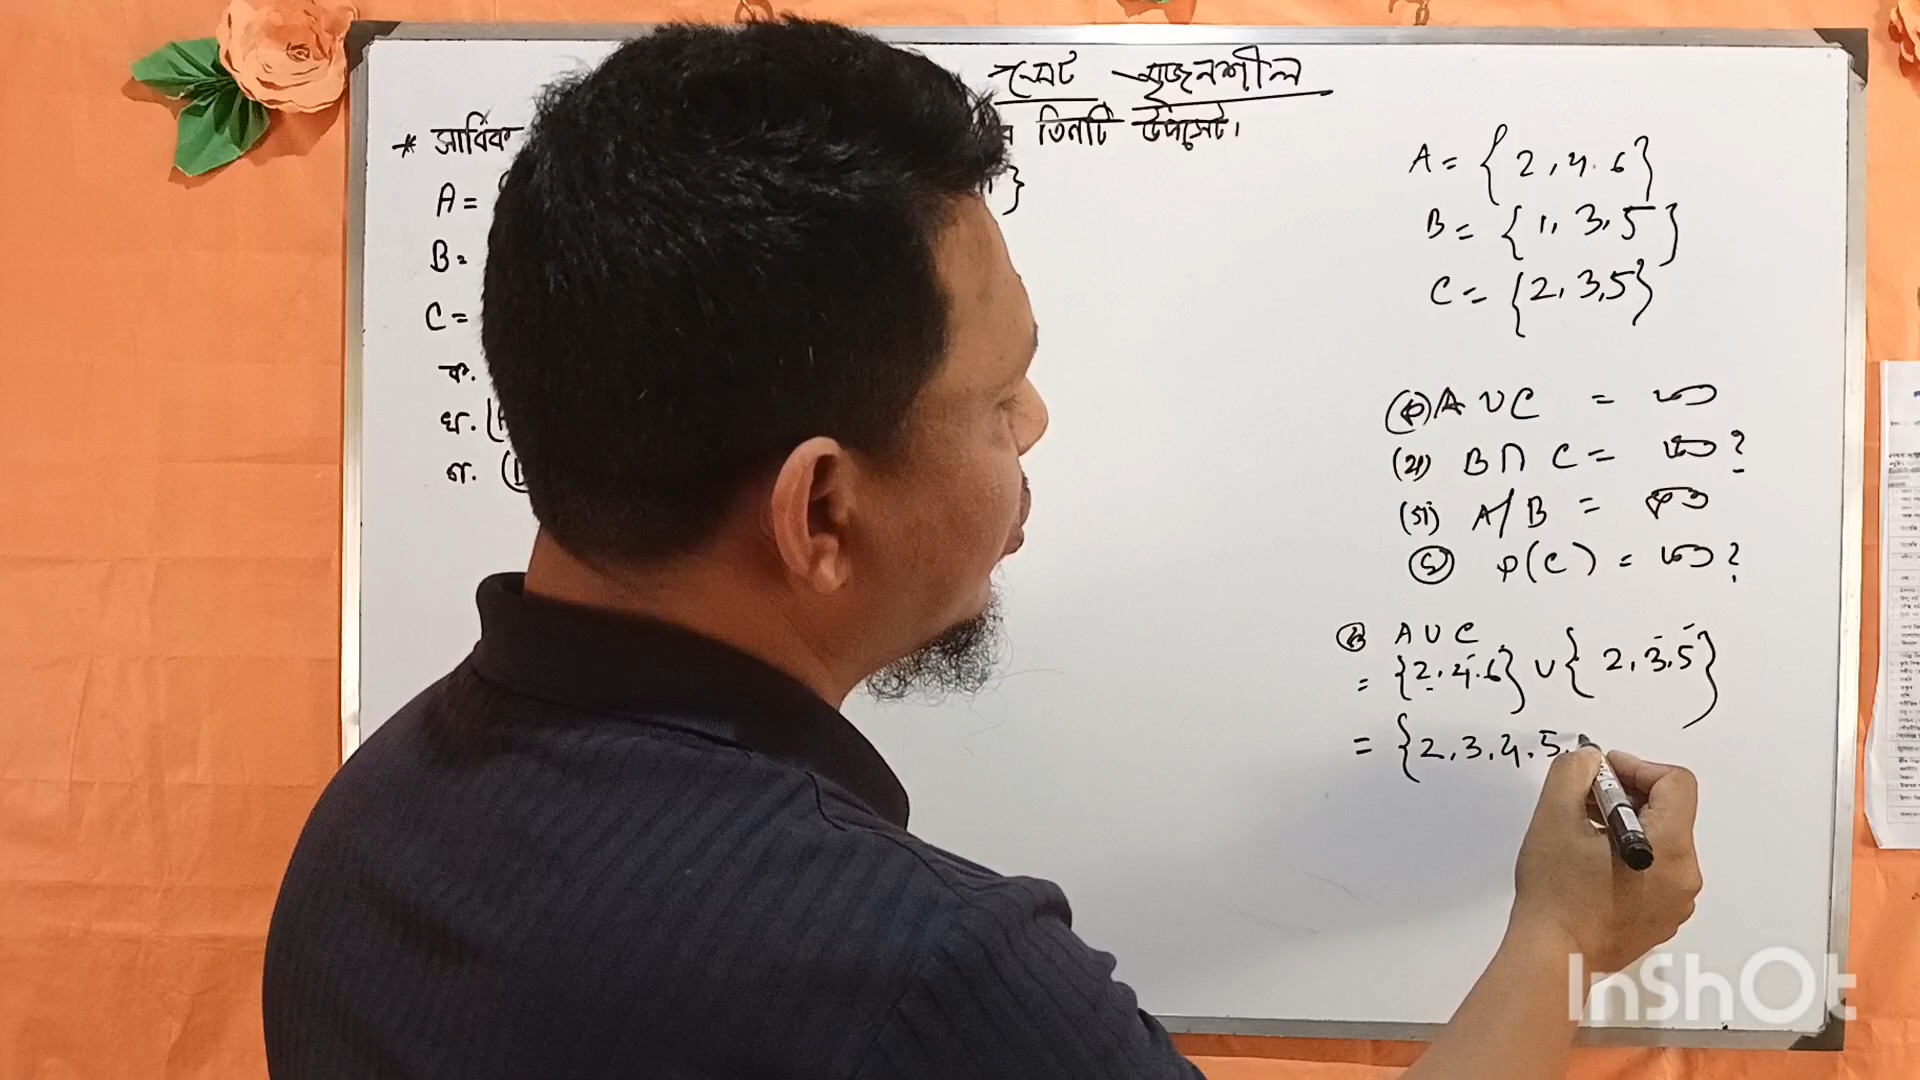 সেট সৃজনশীল
* সার্বিক তিনটি উপসেট।
A =
B =
C =
ক.
খ.
গ.
A = {2, 4. 6}
B = {1, 3, 5}
C = {2, 3, 5}
(ক) A ∪ C = কত
(খ) B ∩ C = কত?
(গ) A/B = কত
(ঘ) P(C) = কত?
(ক) A ∪ C
= {2, 4. 6} ∪ {2, 3, 5}
= {2, 3, 4, 5,
InShOt